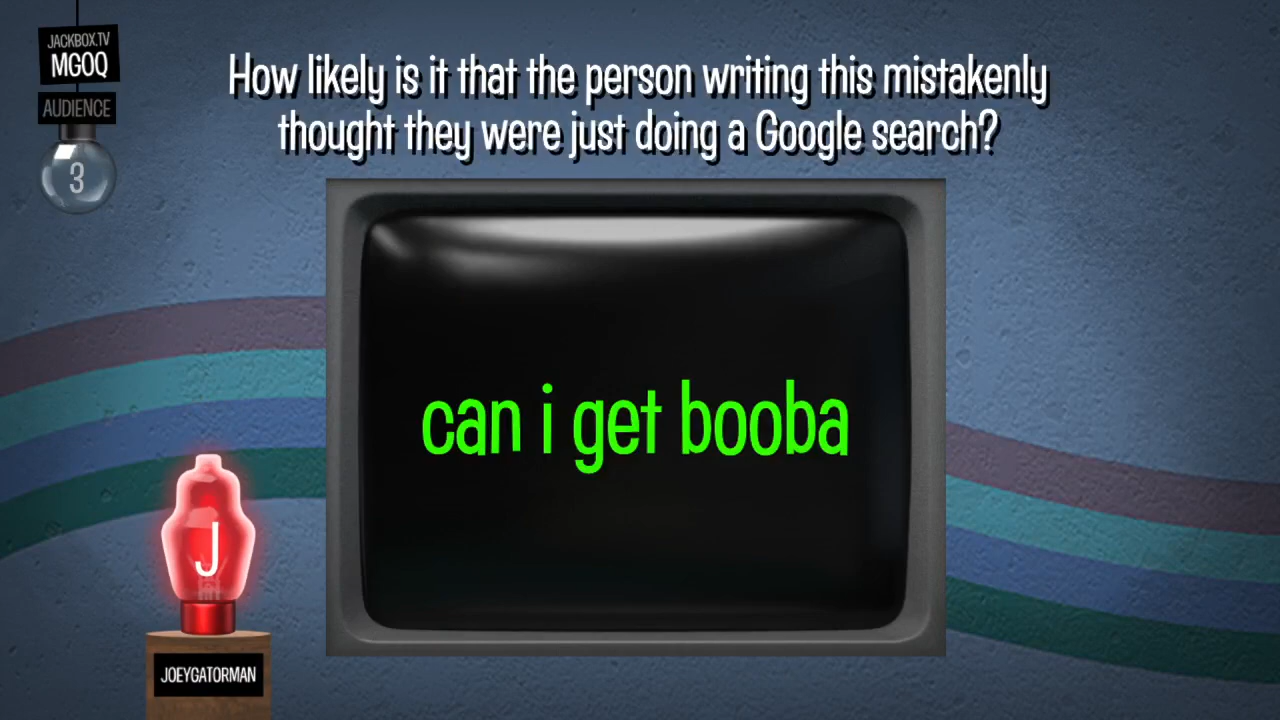 JACKBOX.TV
MGOQ
AUDIENCE
3
How likely is it that the person writing this mistakenly
thought they were just doing a Google search?
can i get booba
J
JOEYGATORMAN